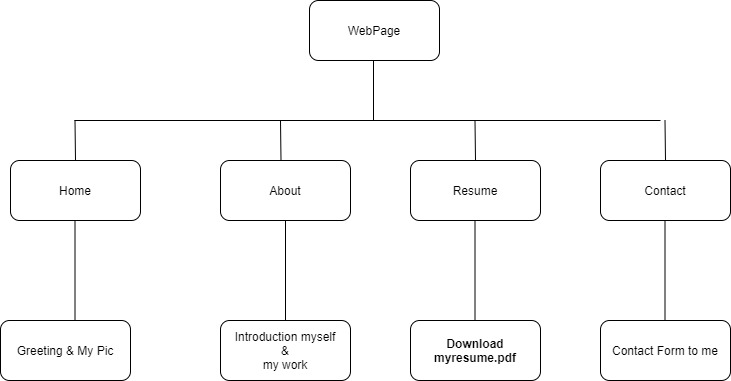 WebPage
Home
About
Resume
Contact
Greeting & My Pic
Introduction myself
&
my work
Download
myresume.pdf
Contact Form to me